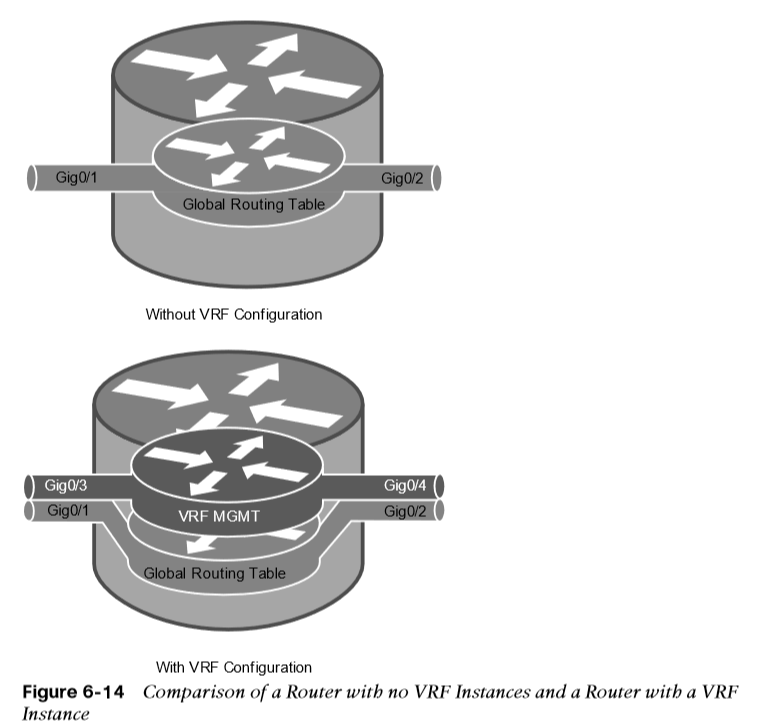 Gig0/1
Gig0/2
Global Routing Table
Without VRF Configuration
Gig0/3
Gig0/4
Gig0/1
Gig0/2
VRF MGMT
Global Routing Table
With VRF Configuration
Figure 6-14 Comparison of a Router with no VRF Instances and a Router with a VRF
Instance